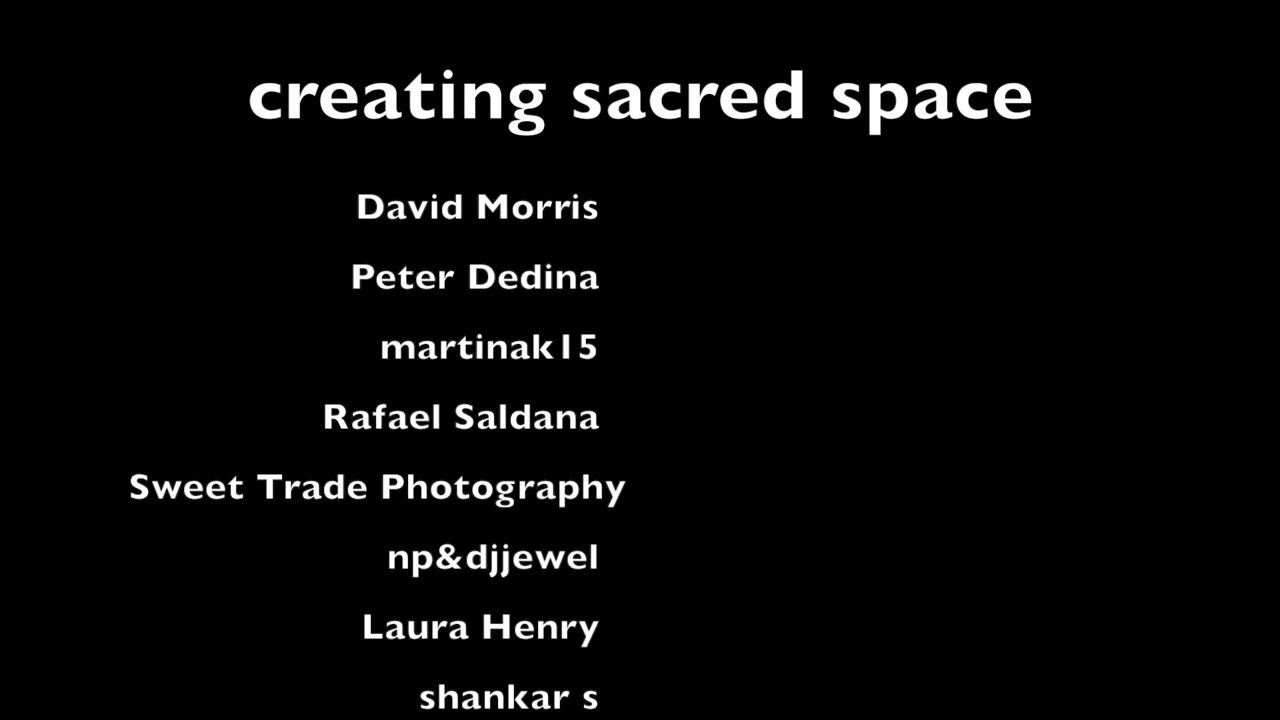 creating sacred space
David Morris
Peter Dedina
martinak15
Rafael Saldana
Sweet Trade Photography
np&djjewel
Laura Henry
shankar s